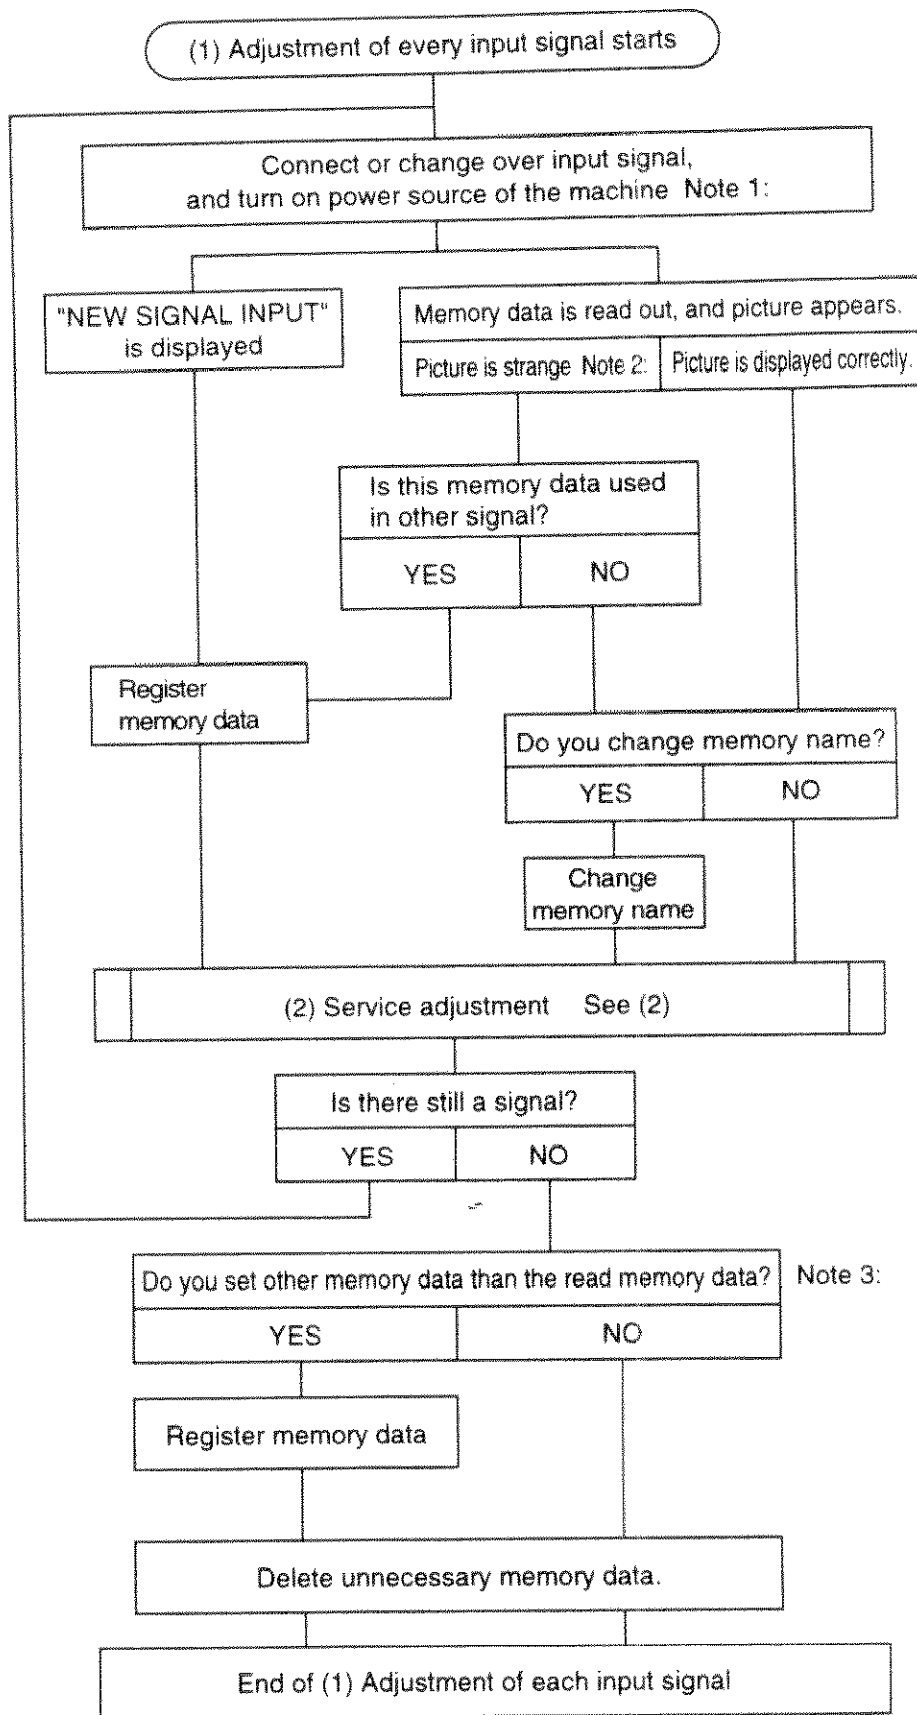 (1) Adjustment of every input signal starts
Connect or change over input signal,
and turn on power source of the machine Note 1:
"NEW SIGNAL INPUT"
is displayed
Memory data is read out, and picture appears.
Picture is strange Note 2:
Picture is displayed correctly.
Is this memory data used
in other signal?
YES
NO
Register
memory data
Do you change memory name?
YES
NO
Change
memory name
(2) Service adjustment See (2)
Is there still a signal?
YES
NO
Do you set other memory data than the read memory data?
Note 3:
YES
NO
Register memory data
Delete unnecessary memory data.
End of (1) Adjustment of each input signal